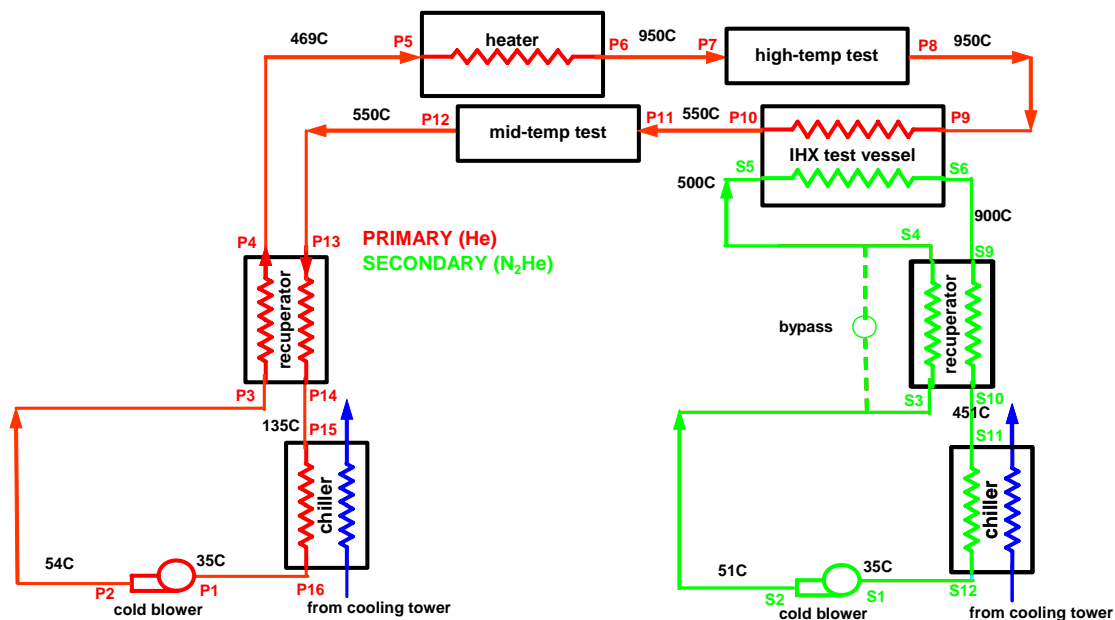 469C
P5
heater
P6
950C
P7
high-temp test
P8
950C
550C
P12
mid-temp test
P11
550C
P10
P9
IHX test vessel
S5
S6
500C
900C
P4
P13
PRIMARY (He)
SECONDARY (N₂He)
S4
S9
recuperator
recuperator
bypass
P3
P14
S3
S10
135C
P15
451C
S11
chiller
chiller
54C
35C
P2
P1
P16
cold blower
from cooling tower
51C
35C
S2
S1
S12
cold blower
from cooling tower